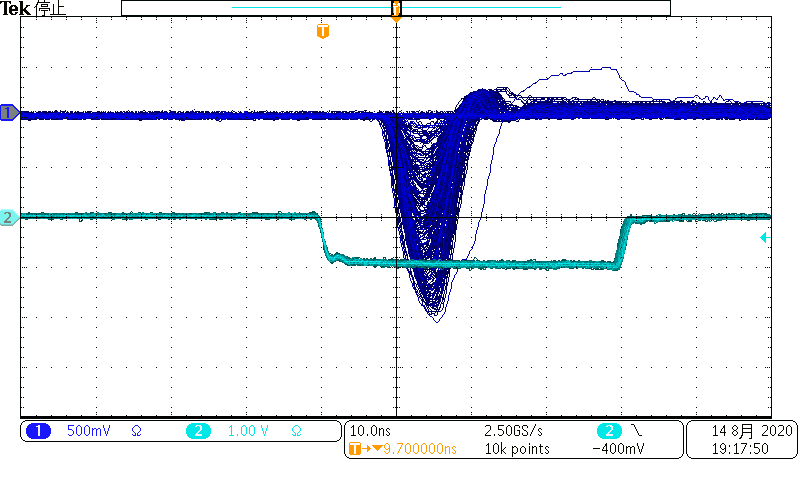 Tek 停止
T
T
1
2
1 500mV Ω 2 1.00 V Ω
10.0ns 2.50GS/s 2
T→▼9.700000ns 10k points −400mV
14 8月 2020
19:17:50